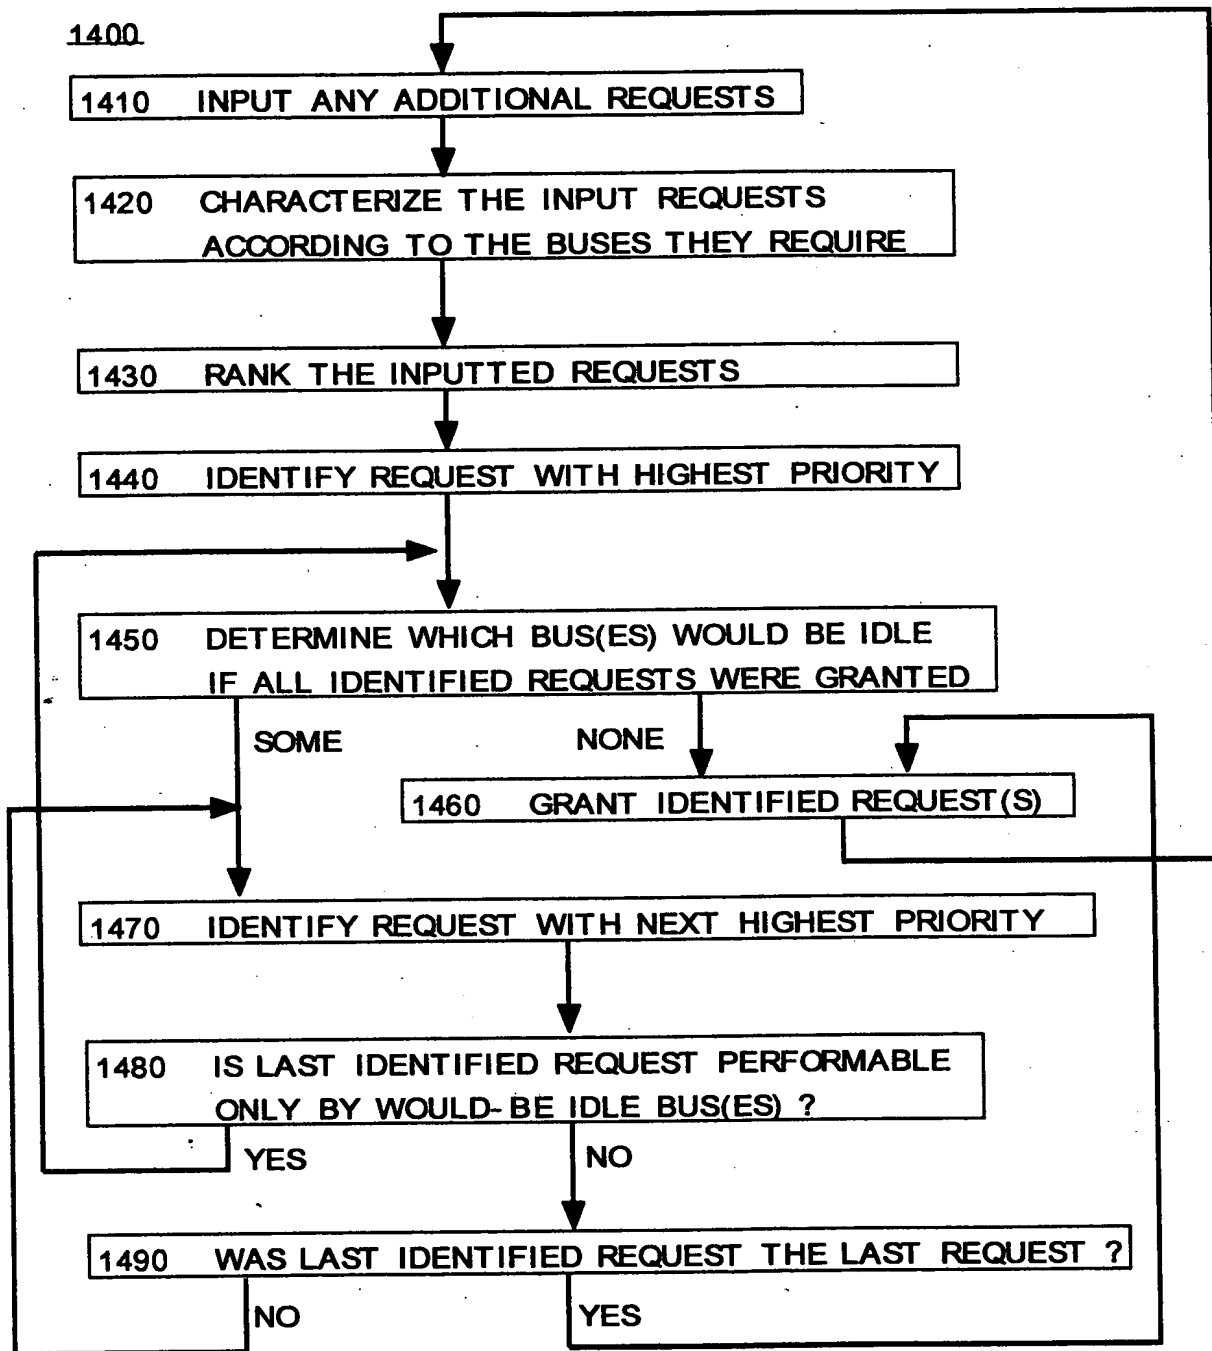 1400
1410 INPUT ANY ADDITIONAL REQUESTS
1420 CHARACTERIZE THE INPUT REQUESTS
ACCORDING TO THE BUSES THEY REQUIRE
1430 RANK THE INPUTTED REQUESTS
1440 IDENTIFY REQUEST WITH HIGHEST PRIORITY
1450 DETERMINE WHICH BUS(ES) WOULD BE IDLE
IF ALL IDENTIFIED REQUESTS WERE GRANTED
SOME
NONE
1460 GRANT IDENTIFIED REQUEST(S)
1470 IDENTIFY REQUEST WITH NEXT HIGHEST PRIORITY
1480 IS LAST IDENTIFIED REQUEST PERFORMABLE
ONLY BY WOULD-BE IDLE BUS(ES) ?
YES
NO
1490 WAS LAST IDENTIFIED REQUEST THE LAST REQUEST ?
NO
YES